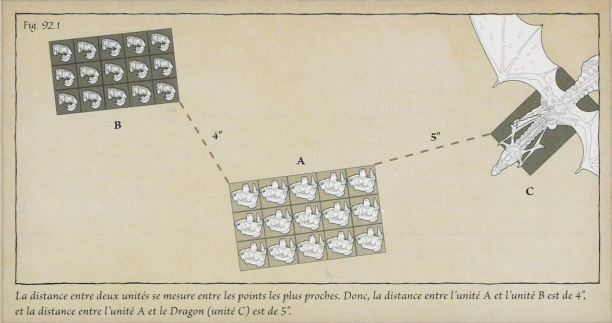 Fig. 92.1
B
4"
A
5"
C
La distance entre deux unités se mesure entre les points les plus proches. Donc, la distance entre l'unité A et l'unité B est de 4",
et la distance entre l'unité A et le Dragon (unité C) est de 5".